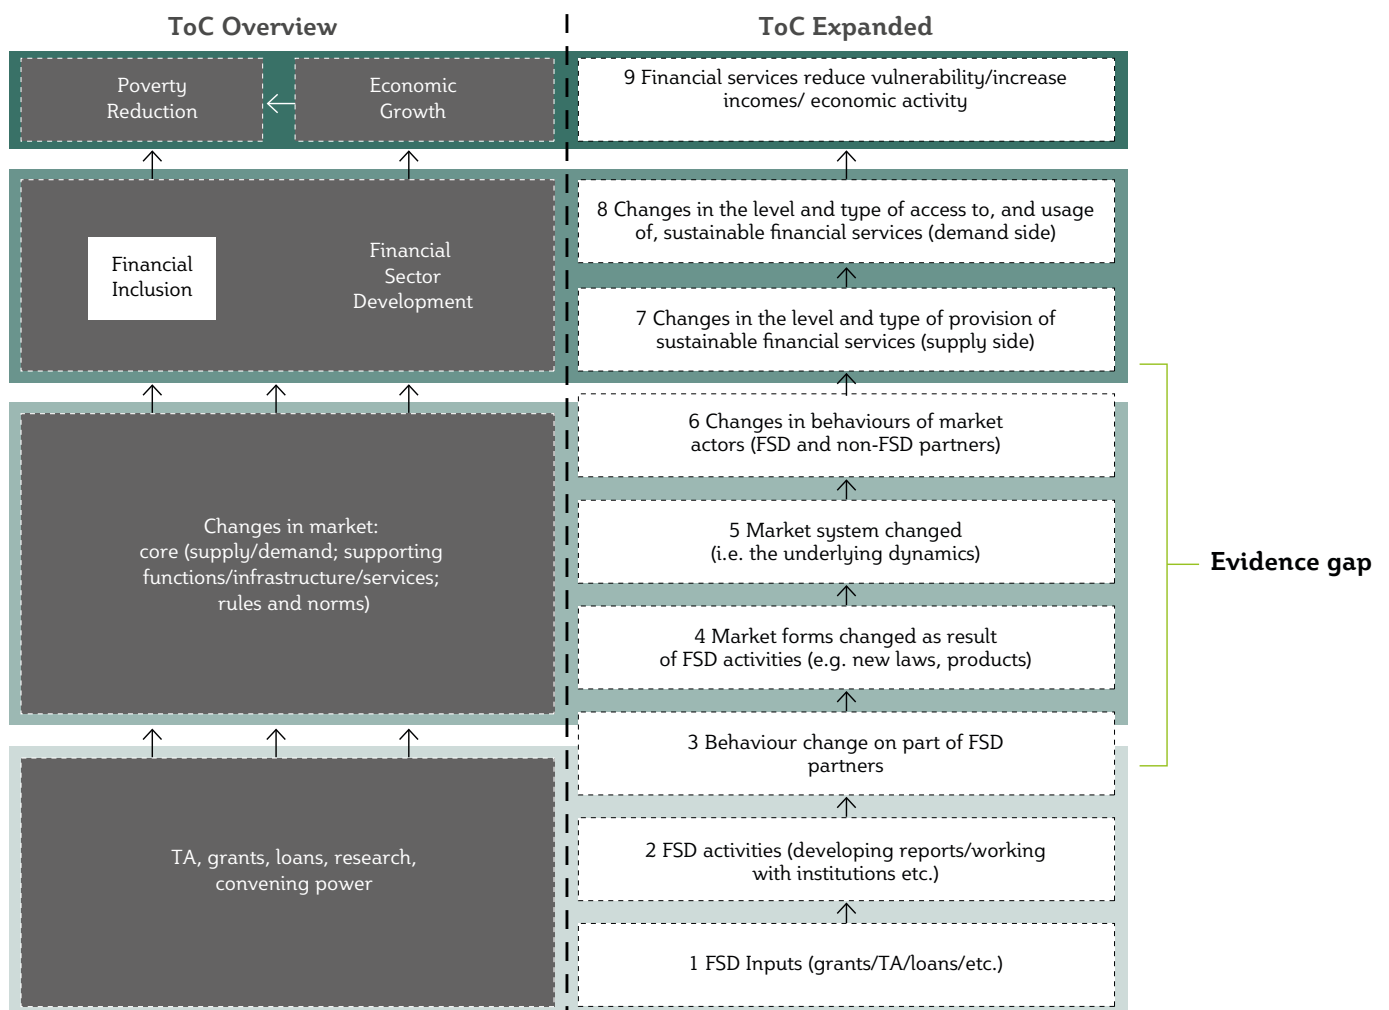 ToC Overview
ToC Expanded
Poverty
Reduction
Economic
Growth
9 Financial services reduce vulnerability/increase
incomes/ economic activity
Financial
Inclusion
Financial
Sector
Development
8 Changes in the level and type of access to, and usage
of, sustainable financial services (demand side)
7 Changes in the level and type of provision of
sustainable financial services (supply side)
Changes in market:
core (supply/demand; supporting
functions/infrastructure/services;
rules and norms)
6 Changes in behaviours of market
actors (FSD and non-FSD partners)
5 Market system changed
(i.e. the underlying dynamics)
4 Market forms changed as result
of FSD activities (e.g. new laws, products)
Evidence gap
3 Behaviour change on part of FSD
partners
TA, grants, loans, research,
convening power
2 FSD activities (developing reports/working
with institutions etc.)
1 FSD Inputs (grants/TA/loans/etc.)